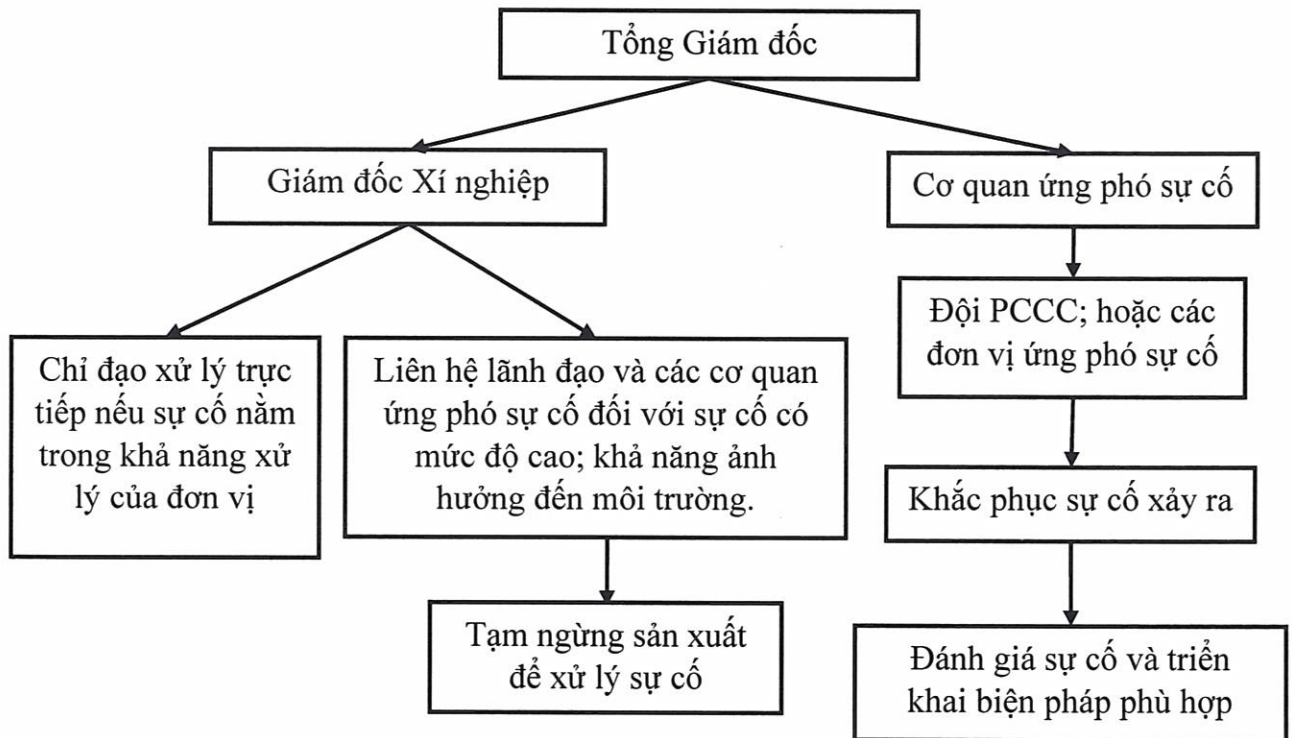 Tổng Giám đốc
Giám đốc Xí nghiệp
Cơ quan ứng phó sự cố
Chỉ đạo xử lý trực
tiếp nếu sự cố nằm
trong khả năng xử
lý của đơn vị
Liên hệ lãnh đạo và các cơ quan
ứng phó sự cố đối với sự cố có
mức độ cao; khả năng ảnh
hưởng đến môi trường.
Tạm ngừng sản xuất
để xử lý sự cố
Đội PCCC; hoặc các
đơn vị ứng phó sự cố
Khắc phục sự cố xảy ra
Đánh giá sự cố và triển
khai biện pháp phù hợp